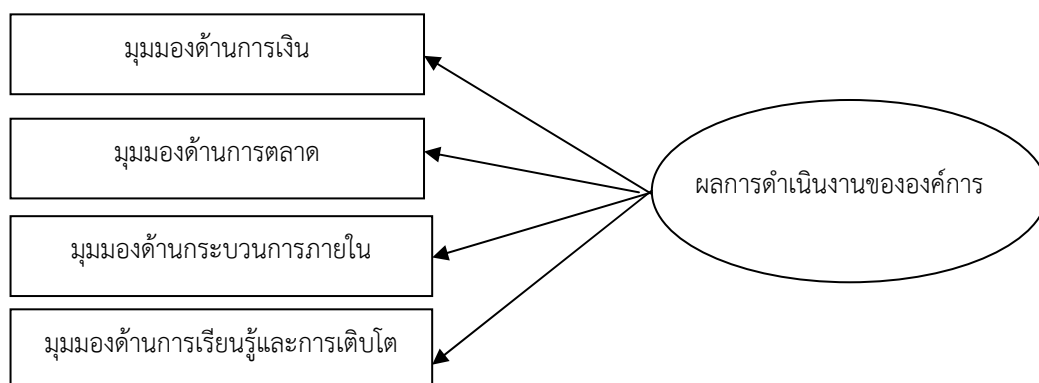 มุมมองด้านการเงิน
มุมมองด้านการตลาด
มุมมองด้านกระบวนการภายใน
มุมมองด้านการเรียนรู้และการเติบโต
ผลการดำเนินงานขององค์การ